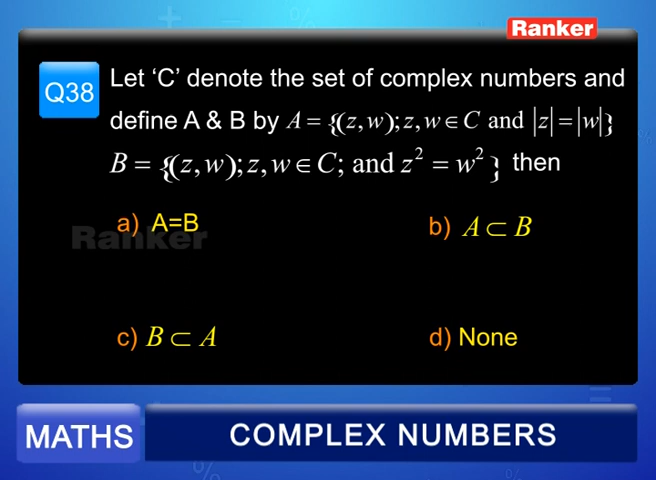 Ranker
Q38
Let ‘C’ denote the set of complex numbers and
define A & B by A = {(z, w); z, w ∈ C and |z| = |w|}
B = {(z, w); z, w ∈ C; and z² = w²} then
a) A=B
b) A ⊂ B
Ranker
c) B ⊂ A
d) None
MATHS
COMPLEX NUMBERS